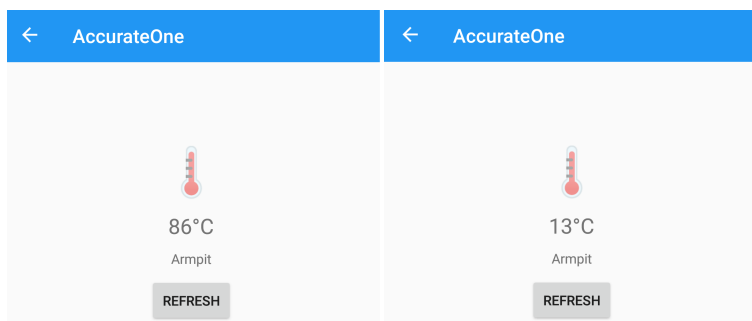 AccurateOne
86°C
Armpit
REFRESH
AccurateOne
13°C
Armpit
REFRESH